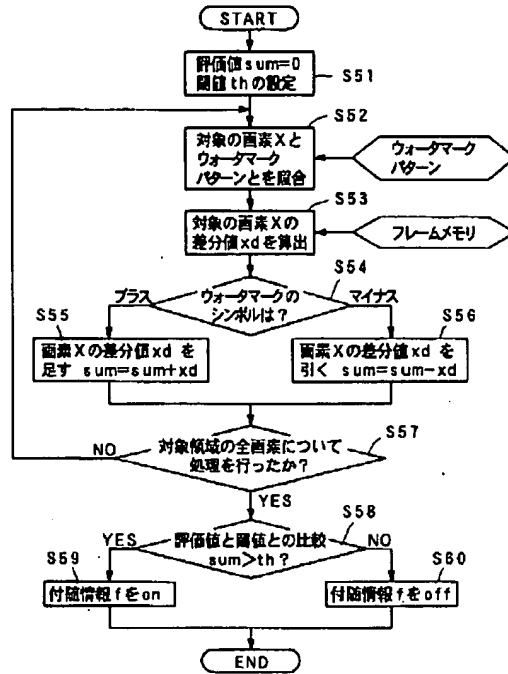 START
評価値sum=0
閾値thの設定
S51
S52
対象の画素Xと
ウォータマーク
パターンとを照合
ウォータマーク
パターン
S53
対象の画素Xの
差分値xdを算出
フレームメモリ
S54
ウォータマークの
シンボルは?
プラス
マイナス
S55
画素Xの差分値xdを
足す sum=sum+xd
S56
画素Xの差分値xdを
引く sum=sum-xd
S57
対象領域の全画素について
処理を行ったか?
NO
YES
S58
評価値と閾値との比較
sum>th?
YES
NO
S59
付随情報fをon
S60
付随情報fをoff
END